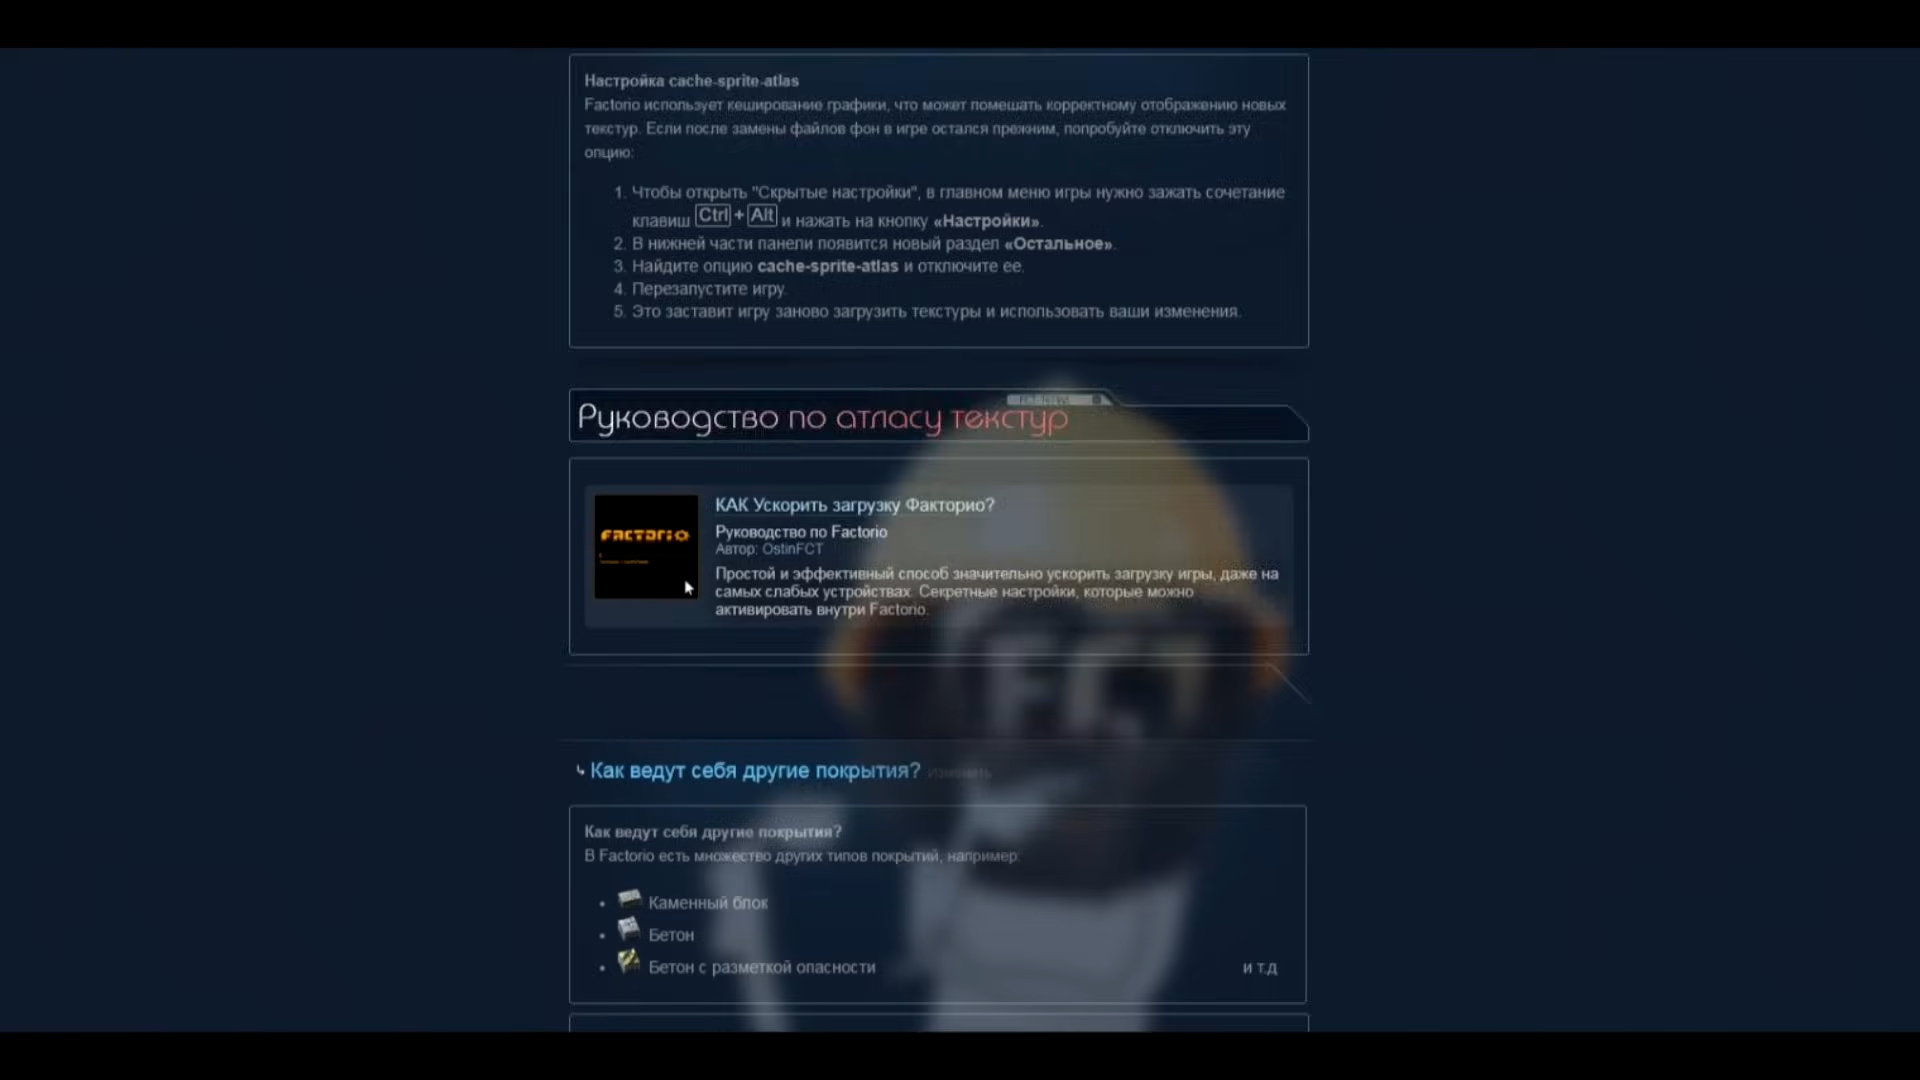 Настройка cache-sprite-atlas
Factorio использует кеширование графики, что может помешать корректному отображению новых
текстур. Если после замены файлов фон в игре остался прежним, попробуйте отключить эту
опцию:
1. Чтобы открыть "Скрытые настройки", в главном меню игры нужно зажать сочетание
клавиш Ctrl + Alt и нажать на кнопку «Настройки».
2. В нижней части панели появится новый раздел «Остальное».
3. Найдите опцию cache-sprite-atlas и отключите ее.
4. Перезапустите игру.
5. Это заставит игру заново загрузить текстуры и использовать ваши изменения.
Руководство по атласу текстур
FACTORIO
КАК Ускорить загрузку Факторио?
Руководство по Factorio
Автор: OstinFCT
Простой и эффективный способ значительно ускорить загрузку игры, даже на
самых слабых устройствах. Секретные настройки, которые можно
активировать внутри Factorio.
FCT
Как ведут себя другие покрытия? Изменить
Как ведут себя другие покрытия?
В Factorio есть множество других типов покрытий, например:
• Каменный блок
• Бетон
• Бетон с разметкой опасности и т.д